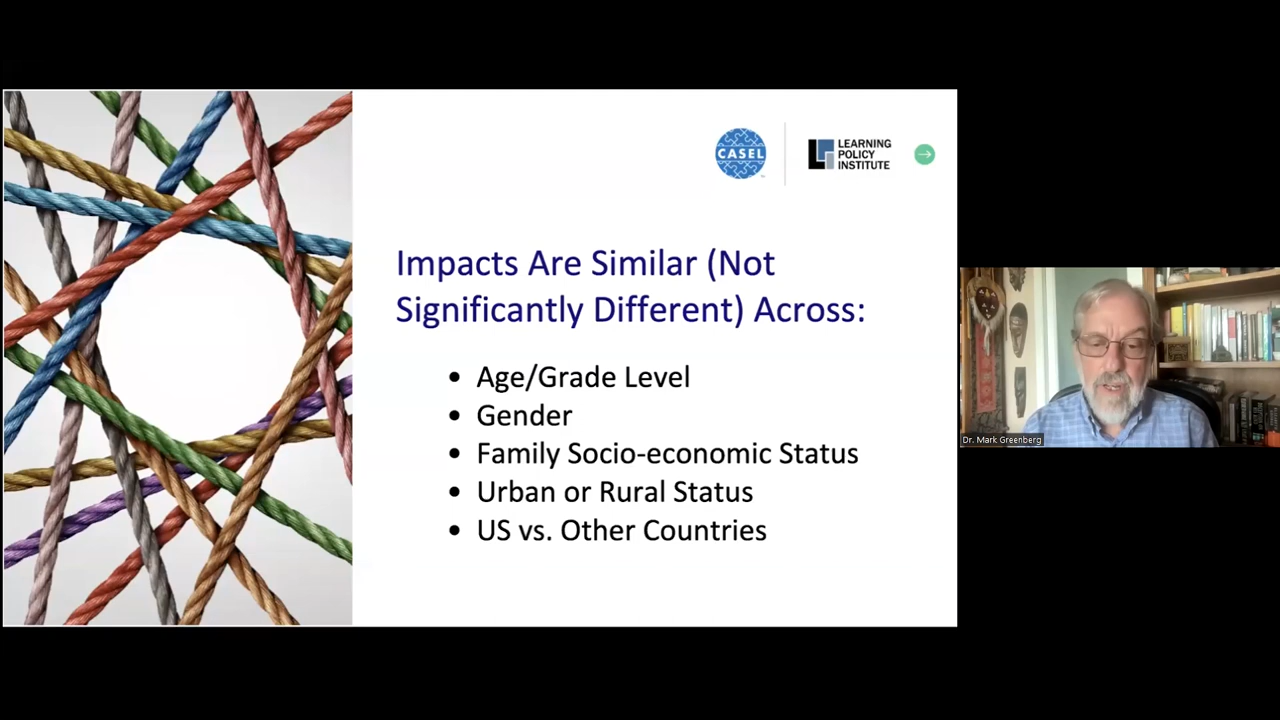 CASEL
LEARNING
POLICY
INSTITUTE
Impacts Are Similar (Not
Significantly Different) Across:
• Age/Grade Level
• Gender
• Family Socio-economic Status
• Urban or Rural Status
• US vs. Other Countries
Dr. Mark Greenberg